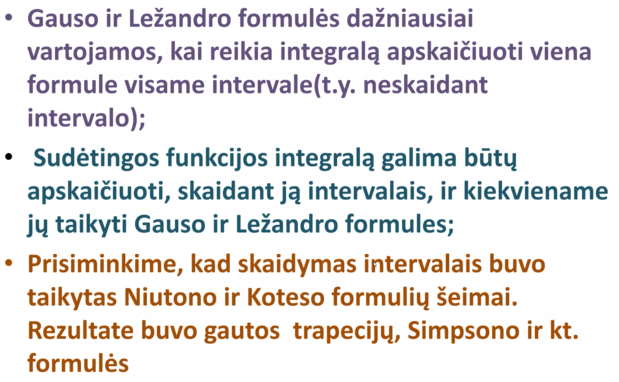 • Gauso ir Ležandro formulės dažniausiai
vartojamos, kai reikia integralą apskaičiuoti viena
formule visame intervale(t.y. neskaidant
intervalo);
• Sudėtingos funkcijos integralą galima būtų
apskaičiuoti, skaidant ją intervalais, ir kiekviename
jų taikyti Gauso ir Ležandro formules;
• Prisiminkime, kad skaidymas intervalais buvo
taikytas Niutono ir Koteso formulių šeimai.
Rezultate buvo gautos  trapecijų, Simpsono ir kt.
formulės